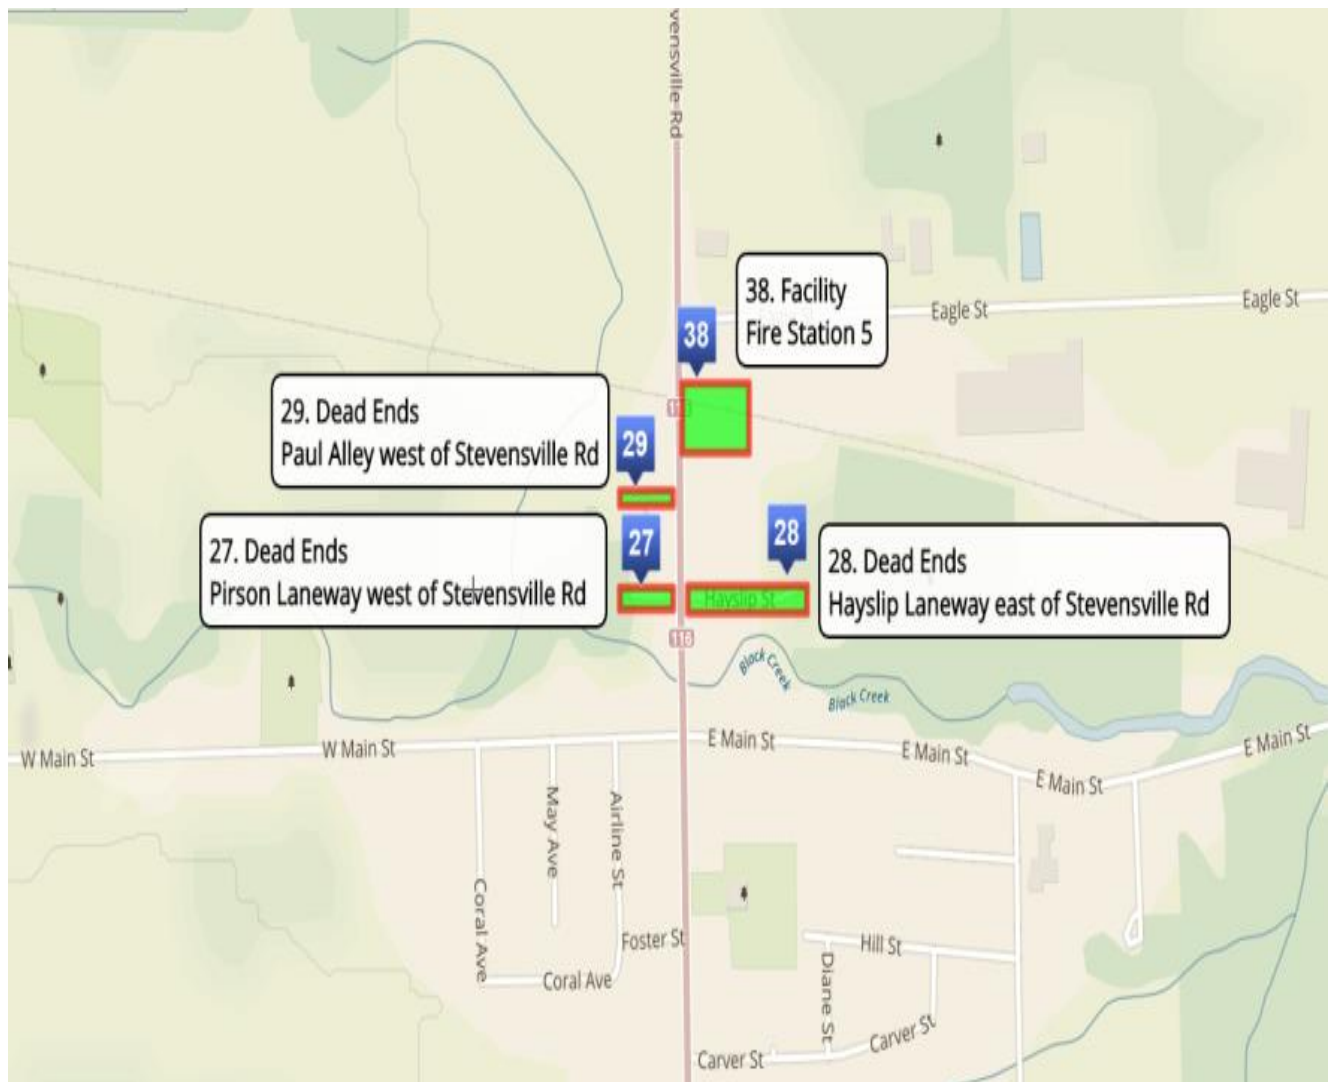 vensville Rd
38. Facility
Fire Station 5
38
Eagle St
Eagle St
29. Dead Ends
Paul Alley west of Stevensville Rd
29
27. Dead Ends
Pirson Laneway west of Stevensville Rd
27
28
28. Dead Ends
Hayslip Laneway east of Stevensville Rd
Hayslip St
116
Black Creek
Black Creek
W Main St
W Main St
E Main St
E Main St
E Main St
E Main St
Coral Ave
May Ave
Airline St
Foster St
Coral Ave
Hill St
Diane St
Carver St
Carver St